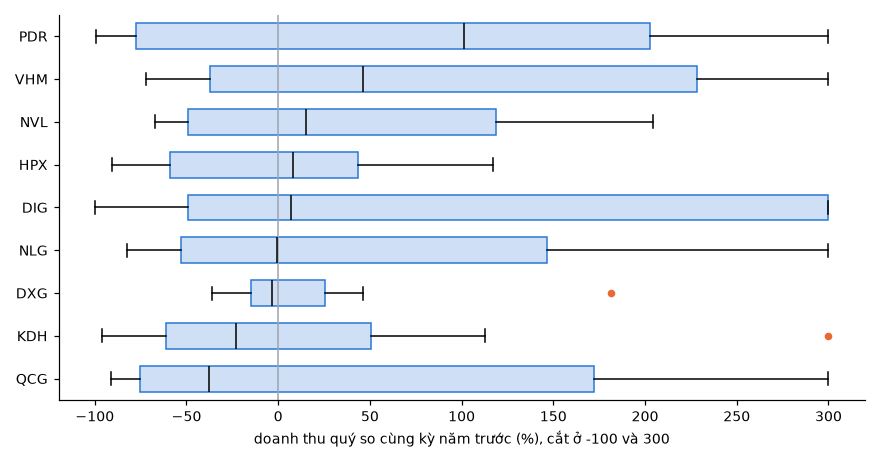 PDR
VHM
NVL
HPX
DIG
NLG
DXG
KDH
QCG
−100 −50 0 50 100 150 200 250 300
doanh thu quý so cùng kỳ năm trước (%), cắt ở -100 và 300